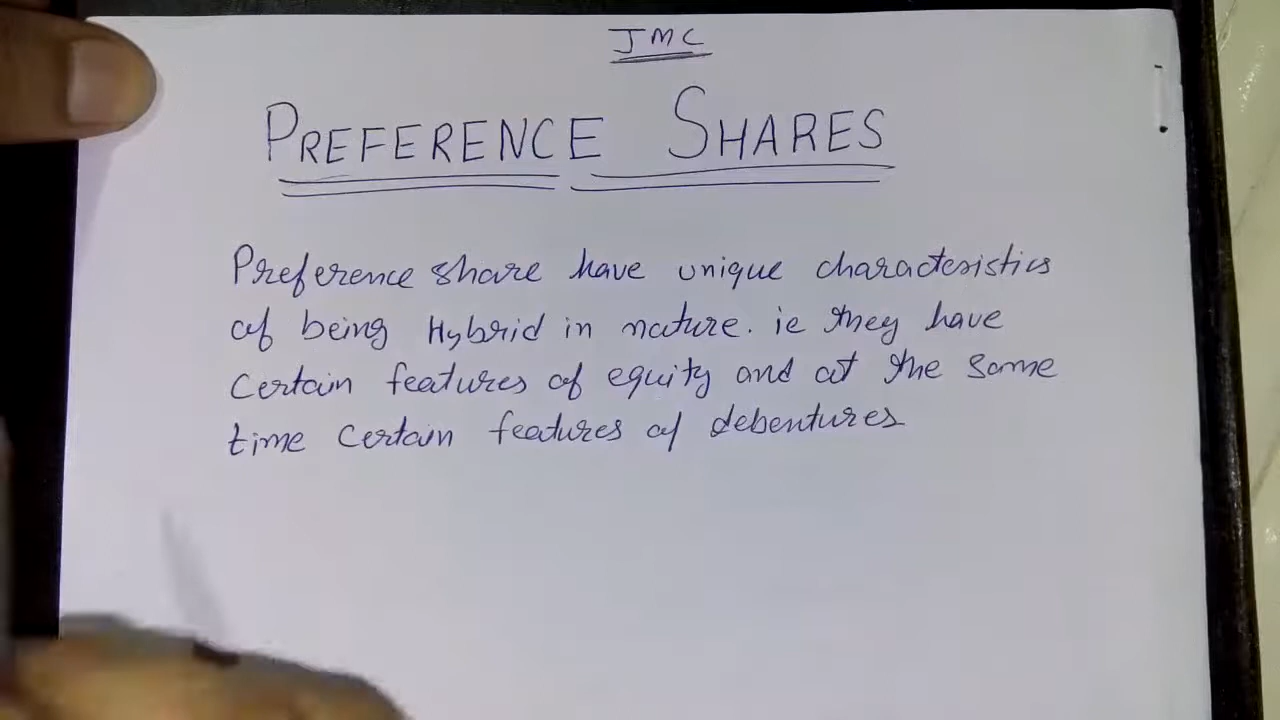 JMC
PREFERENCE SHARES
Preference share have unique characteristics
of being Hybrid in nature. ie they have
certain features of equity and at the same
time certain features of debentures